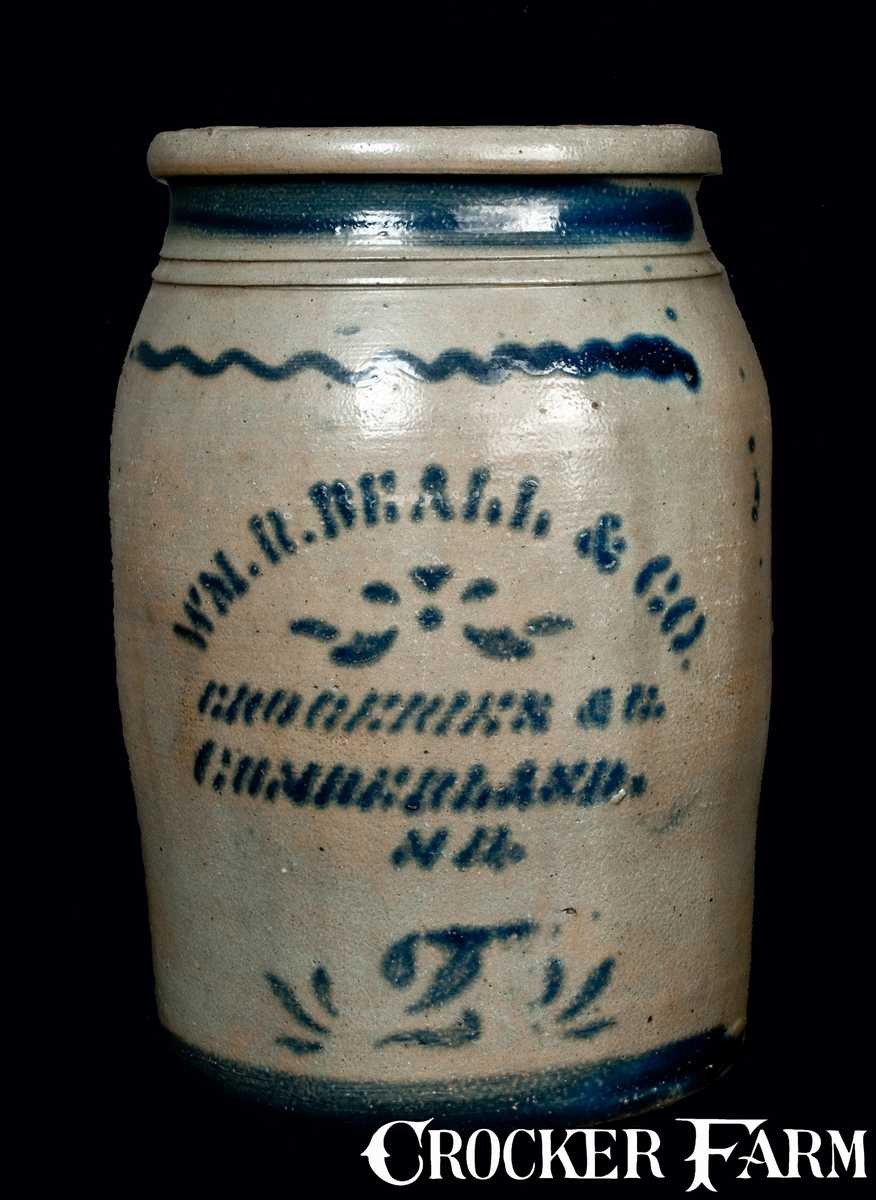 WM. R. BEALL & CO.
GROCERIES &C.
CUMBERLAND,
MD.
2
CROCKER FARM